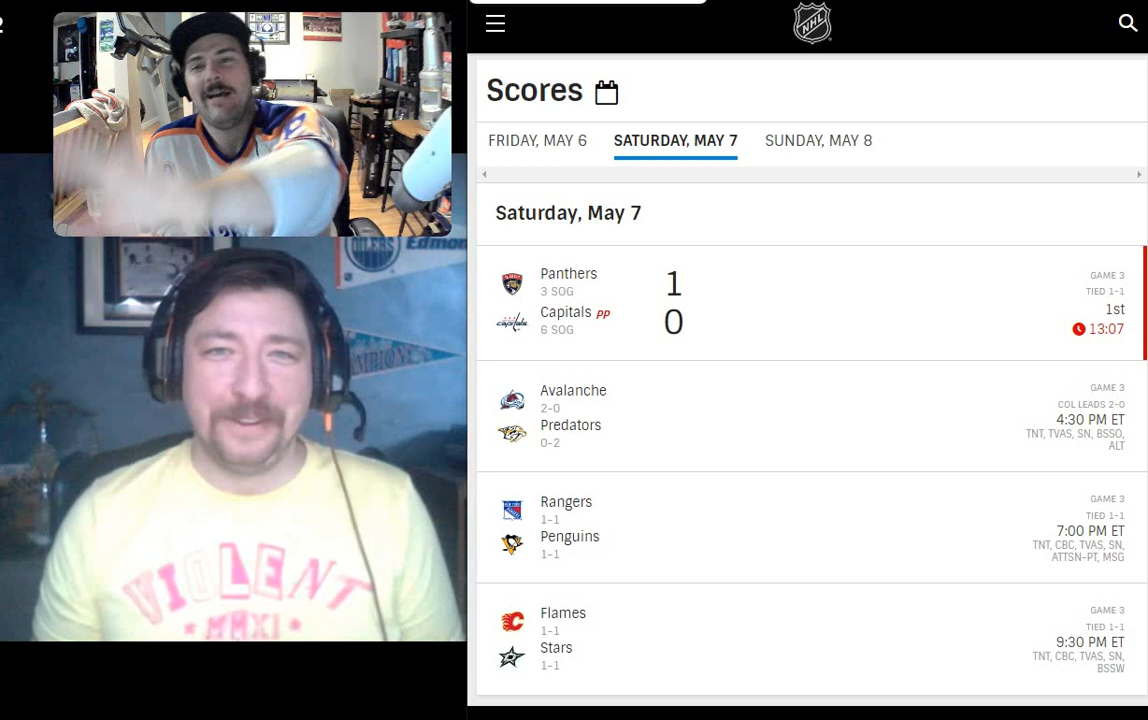 2
OILERS
Edmon
VIOLENT
MMXI
NHL
Scores
FRIDAY, MAY 6
SATURDAY, MAY 7
SUNDAY, MAY 8
Saturday, May 7
Panthers
3 SOG
1
Capitals pp
6 SOG
0
GAME 3
TIED 1-1
1st
13:07
Avalanche
2-0
Predators
0-2
GAME 3
COL LEADS 2-0
4:30 PM ET
TNT, TVAS, SN, BSSO,
ALT
Rangers
1-1
Penguins
1-1
GAME 3
TIED 1-1
7:00 PM ET
TNT, CBC, TVAS, SN,
ATTSN-PT, MSG
Flames
1-1
Stars
1-1
GAME 3
TIED 1-1
9:30 PM ET
TNT, CBC, TVAS, SN,
BSSW